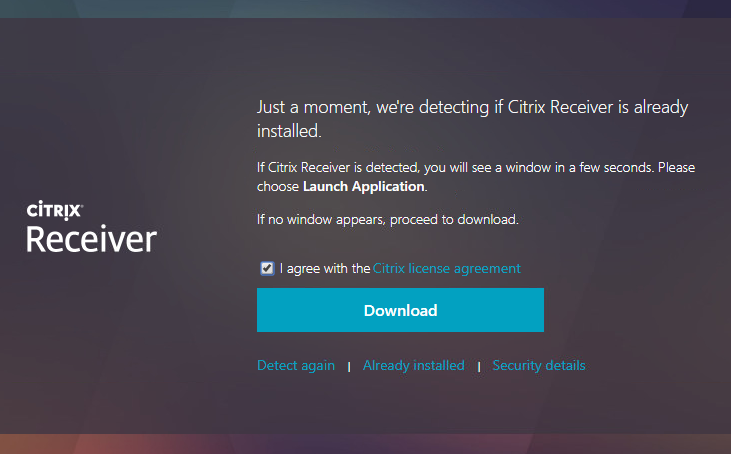 Just a moment, we're detecting if Citrix Receiver is already
installed.
If Citrix Receiver is detected, you will see a window in a few seconds. Please
choose Launch Application.
If no window appears, proceed to download.
CİTRIX®
Receiver
I agree with the Citrix license agreement
Download
Detect again | Already installed | Security details